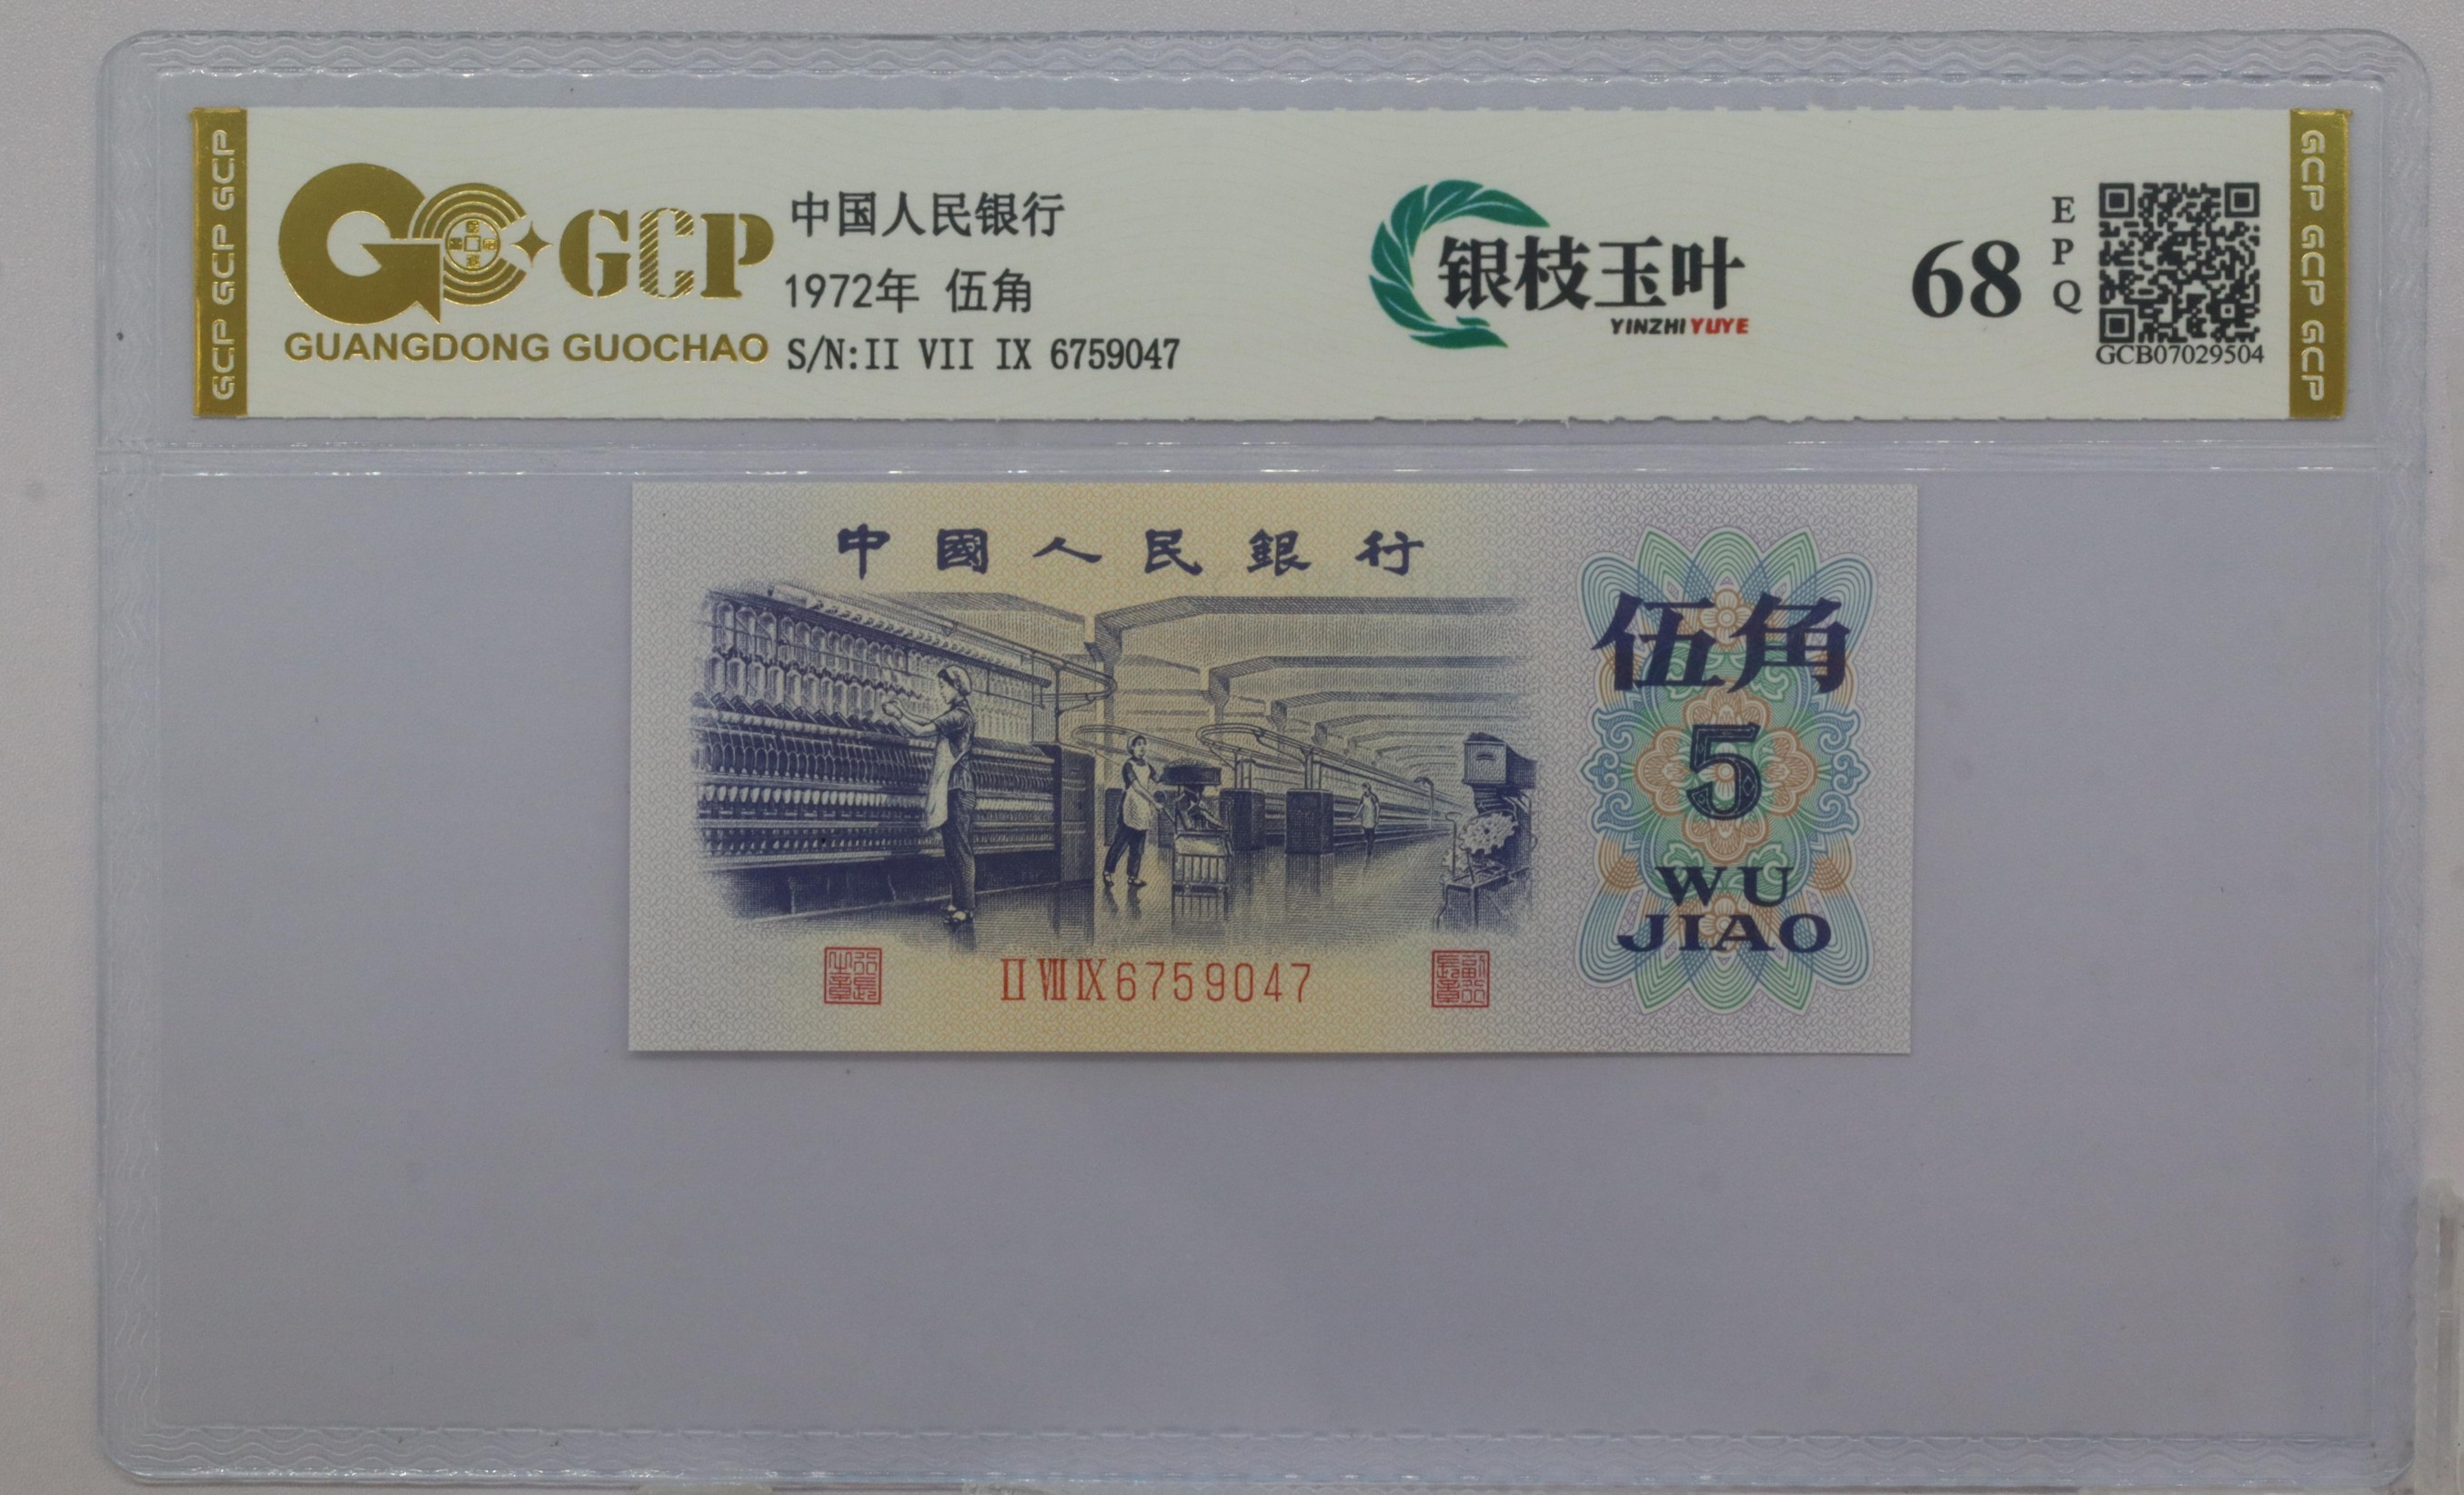 GCP GCP GCP
GCP
GUANGDONG GUOCHAO
中国人民银行
1972年 伍角
S/N:II VII IX 6759047
银枝玉叶
YINZHI YUYE
68
EPQ
GCB07029504
GCP GCP GCP
中國人民銀行
伍角
5
WU
JIAO
II VII IX 6759047